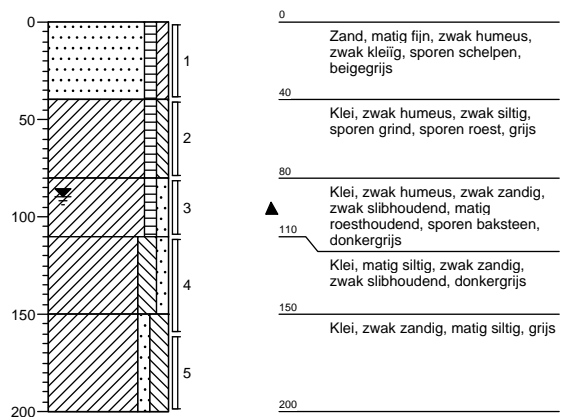 0
50
100
150
200
1
2
3
4
5
0
Zand, matig fijn, zwak humeus,
zwak kleiïg, sporen schelpen,
beigegrijs
40
Klei, zwak humeus, zwak siltig,
sporen grind, sporen roest, grijs
80
Klei, zwak humeus, zwak zandig,
zwak slibhoudend, matig
roesthoudend, sporen baksteen,
donkergrijs
110
Klei, matig siltig, zwak zandig,
zwak slibhoudend, donkergrijs
150
Klei, zwak zandig, matig siltig, grijs
200